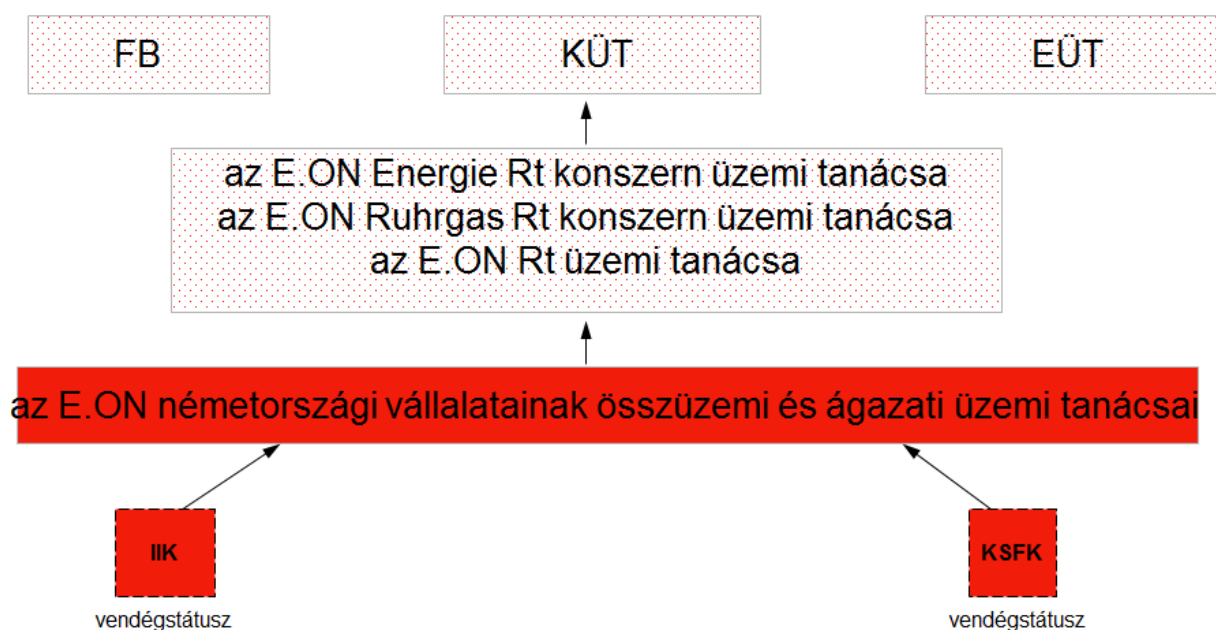 FB
KÜT
EÜT
az E.ON Energie Rt konszern üzemi tanácsa
az E.ON Ruhrgas Rt konszern üzemi tanácsa
az E.ON Rt üzemi tanácsa
az E.ON németországi vállalatainak összüzemi és ágazati üzemi tanácsai
IIK
KSFK
vendégstátusz
vendégstátusz